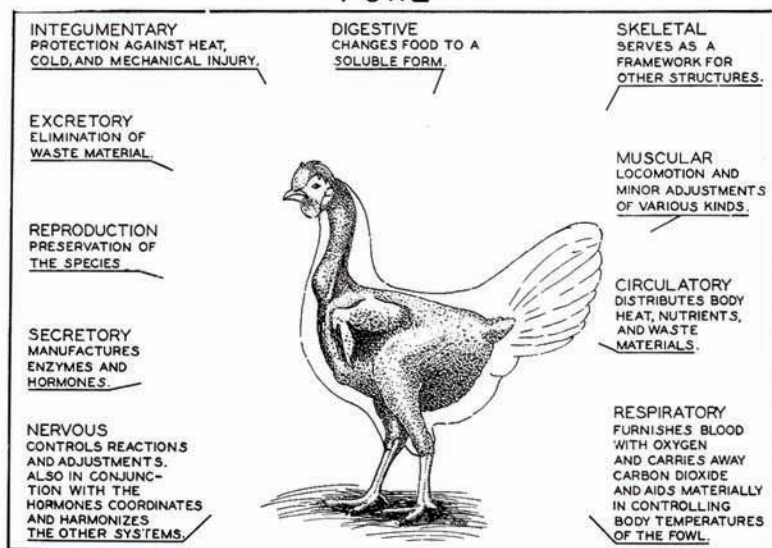 INTEGUMENTARY
PROTECTION AGAINST HEAT,
COLD, AND MECHANICAL INJURY.
DIGESTIVE
CHANGES FOOD TO A
SOLUBLE FORM.
SKELETAL
SERVES AS A
FRAMEWORK FOR
OTHER STRUCTURES.
EXCRETORY
ELIMINATION OF
WASTE MATERIAL.
MUSCULAR
LOCOMOTION AND
MINOR ADJUSTMENTS
OF VARIOUS KINDS.
REPRODUCTION
PRESERVATION OF
THE SPECIES
CIRCULATORY
DISTRIBUTES BODY
HEAT, NUTRIENTS,
AND WASTE
MATERIALS.
SECRETORY
MANUFACTURES
ENZYMES AND
HORMONES.
NERVOUS
CONTROLS REACTIONS
AND ADJUSTMENTS.
ALSO IN CONJUNC-
TION WITH THE
HORMONES COORDINATES
AND HARMONIZES
THE OTHER SYSTEMS.
RESPIRATORY
FURNISHES BLOOD
WITH OXYGEN
AND CARRIES AWAY
CARBON DIOXIDE
AND AIDS MATERIALLY
IN CONTROLLING
BODY TEMPERATURES
OF THE FOWL.